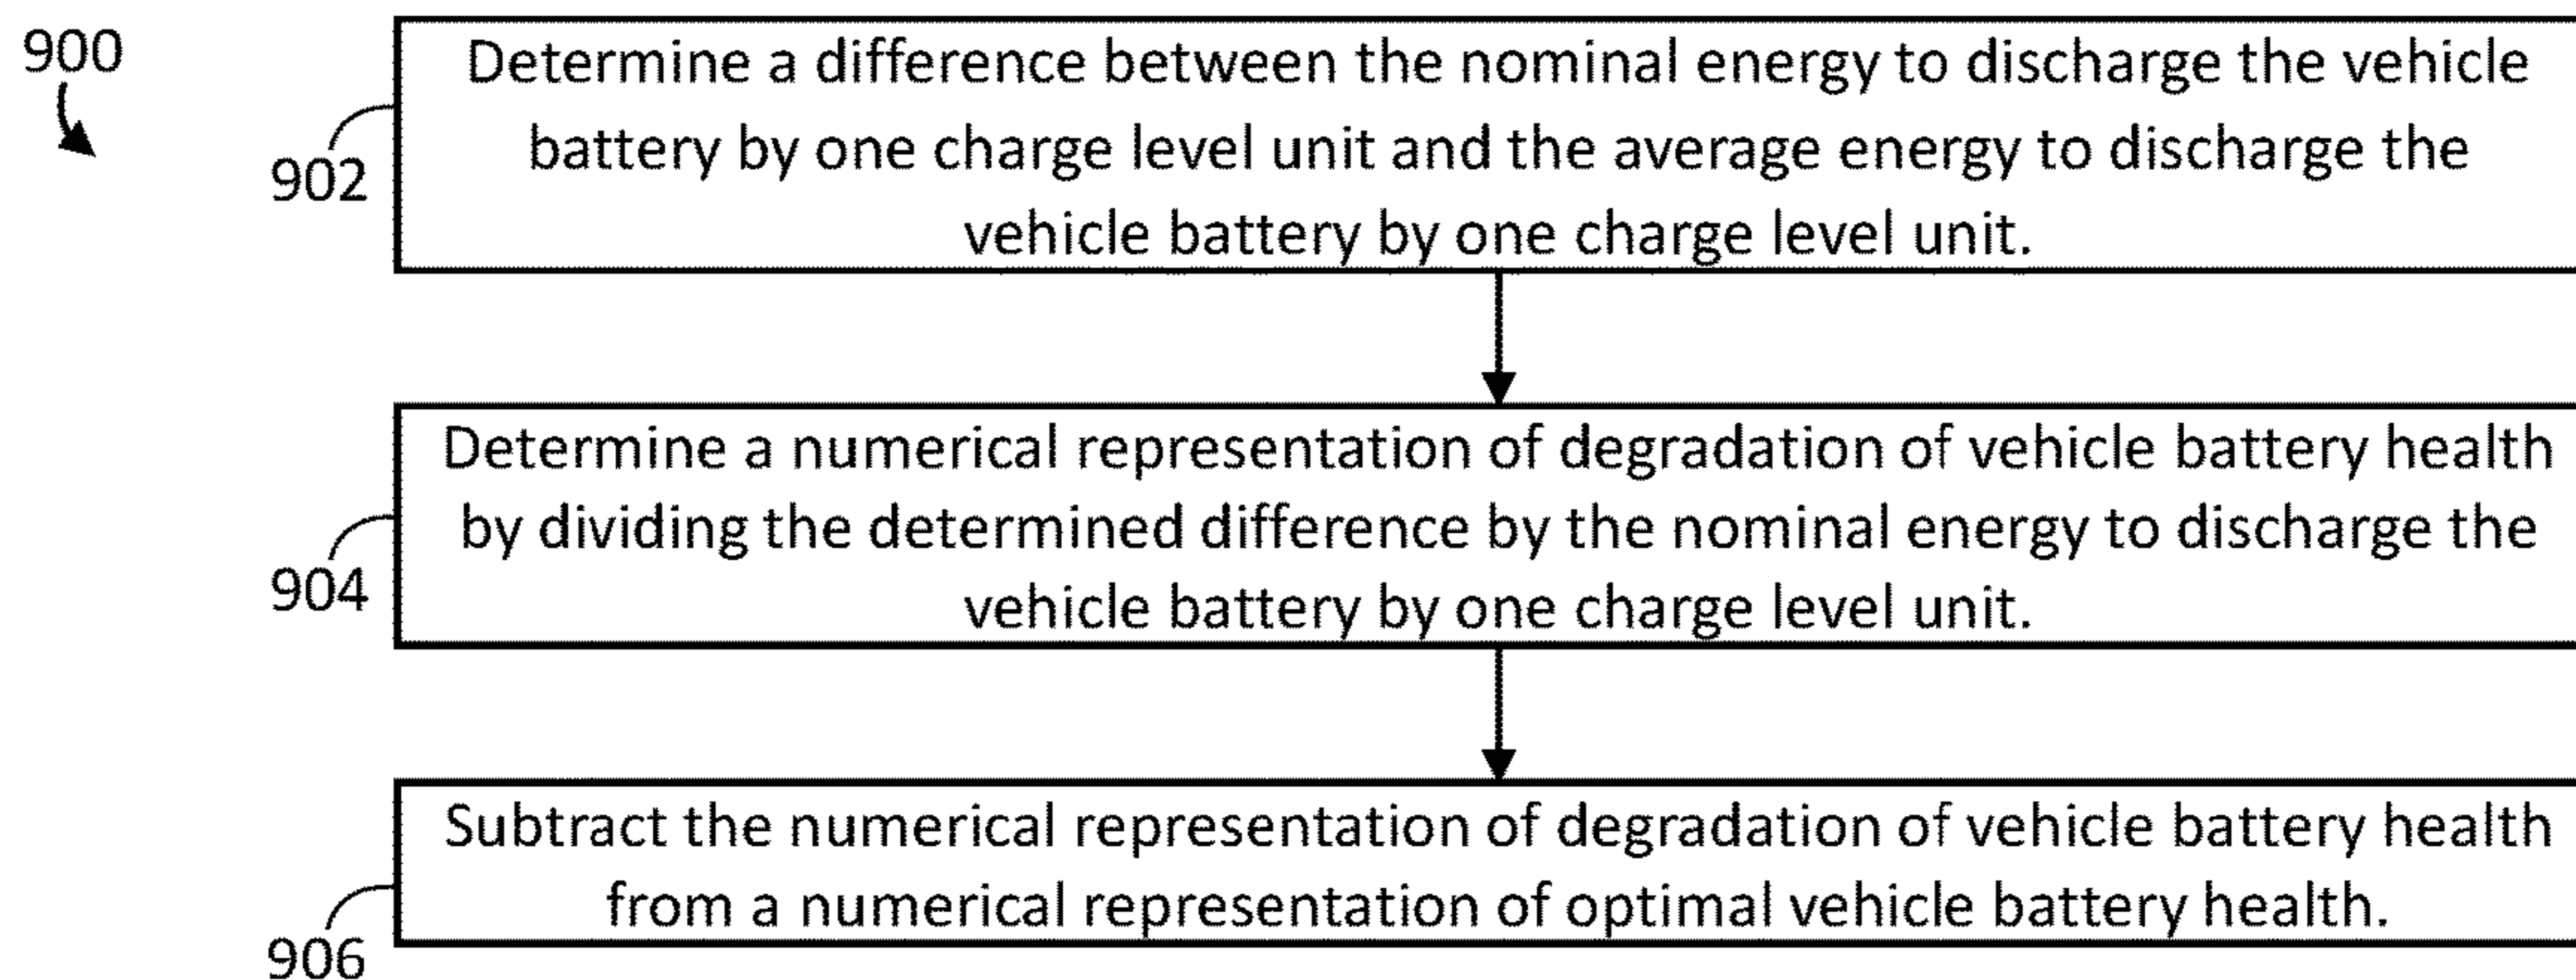 900
902
Determine a difference between the nominal energy to discharge the vehicle
battery by one charge level unit and the average energy to discharge the
vehicle battery by one charge level unit.
904
Determine a numerical representation of degradation of vehicle battery health
by dividing the determined difference by the nominal energy to discharge the
vehicle battery by one charge level unit.
906
Subtract the numerical representation of degradation of vehicle battery health
from a numerical representation of optimal vehicle battery health.